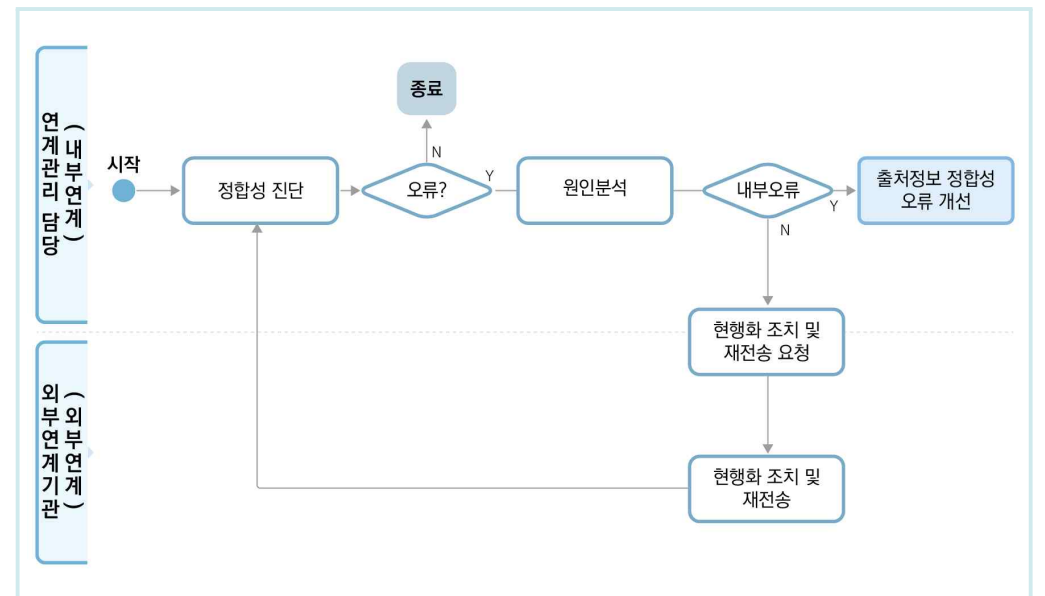 연계관리 담당
(내부연계)
시작
정합성 진단
오류?
종료
N
Y
원인분석
내부오류
Y
N
출처정보 정합성
오류 개선
현행화 조치 및
재전송 요청
외부연계기관
(외부연계)
현행화 조치 및
재전송